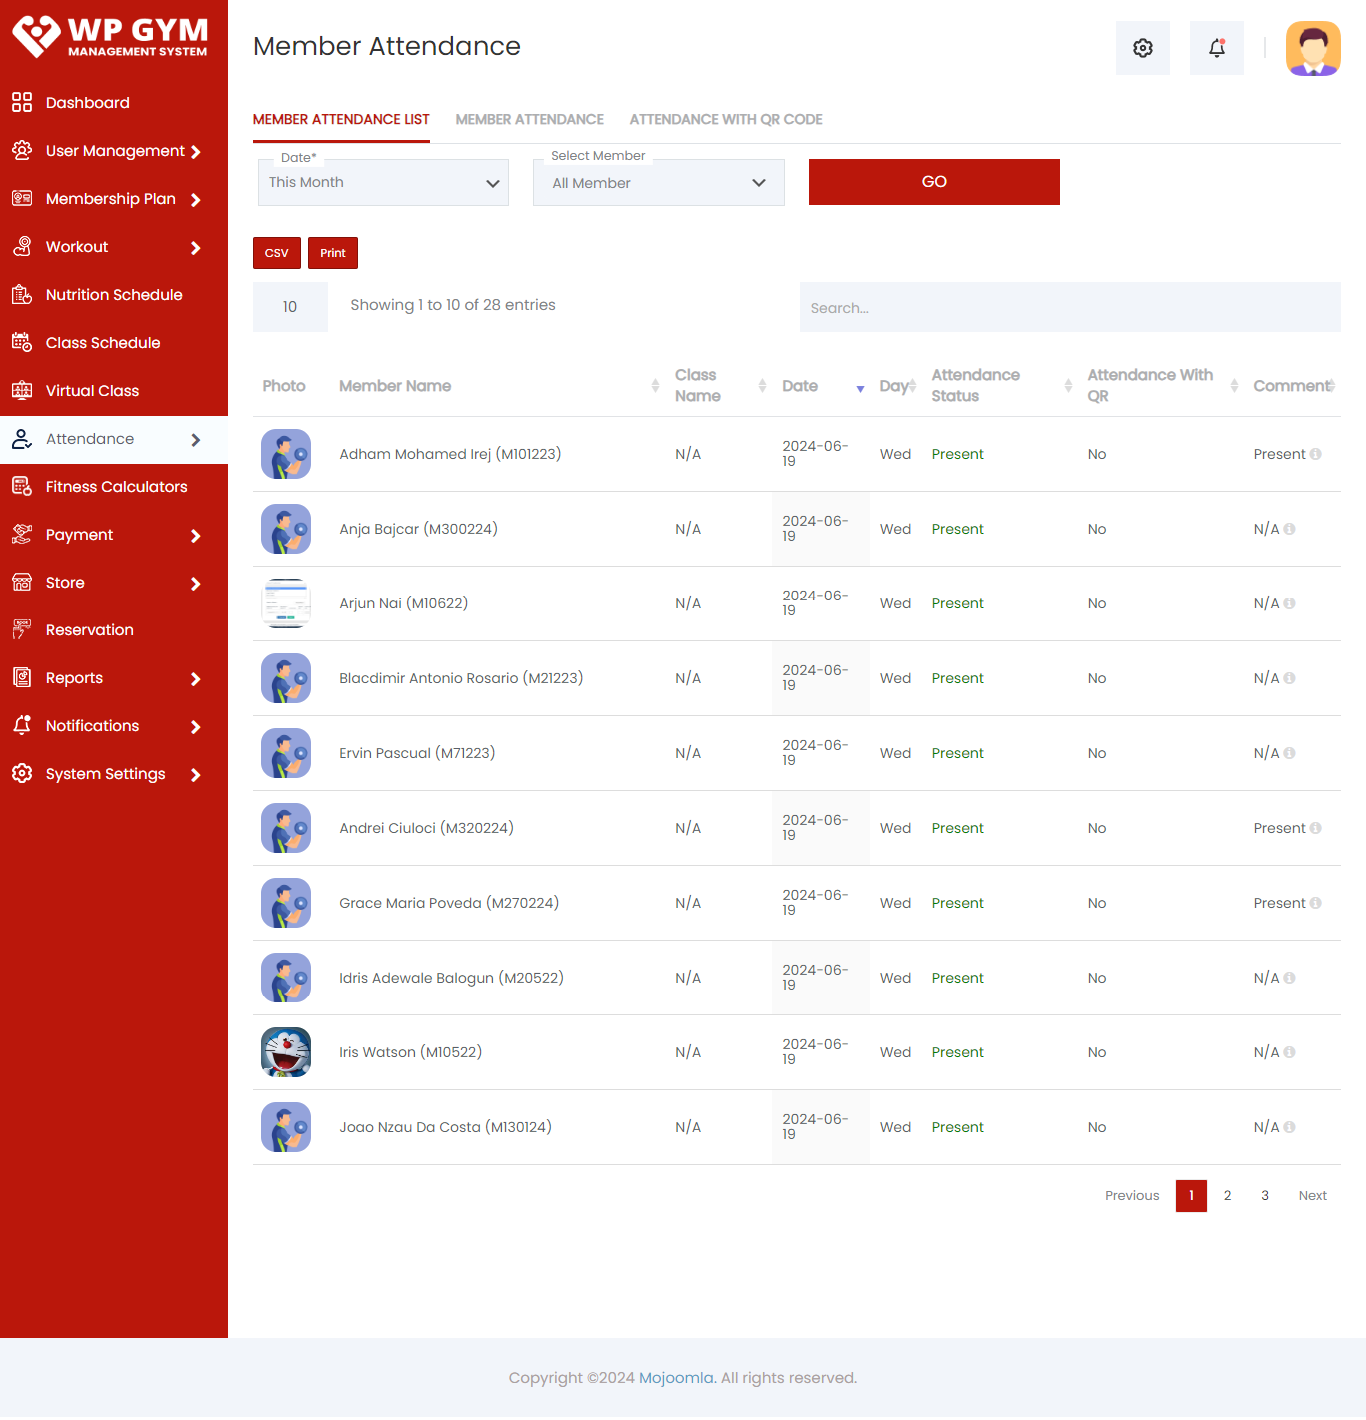 WP GYM
MANAGEMENT SYSTEM
Dashboard
User Management
Membership Plan
Workout
Nutrition Schedule
Class Schedule
Virtual Class
Attendance
Fitness Calculators
Payment
Store
Reservation
Reports
Notifications
System Settings
Member Attendance
MEMBER ATTENDANCE LIST MEMBER ATTENDANCE ATTENDANCE WITH QR CODE
Date* Select Member
This Month All Member GO
CSV Print
10 Showing 1 to 10 of 28 entries Search...
Photo Member Name Class Name Date Day Attendance Status Attendance With QR Comment
Adham Mohamed Irej (M101223) N/A 2024-06-19 Wed Present No Present
Anja Bajcar (M300224) N/A 2024-06-19 Wed Present No N/A
Arjun Nai (M10622) N/A 2024-06-19 Wed Present No N/A
Blacdimir Antonio Rosario (M21223) N/A 2024-06-19 Wed Present No N/A
Ervin Pascual (M71223) N/A 2024-06-19 Wed Present No N/A
Andrei Ciuloci (M320224) N/A 2024-06-19 Wed Present No Present
Grace Maria Poveda (M270224) N/A 2024-06-19 Wed Present No Present
Idris Adewale Balogun (M20522) N/A 2024-06-19 Wed Present No N/A
Iris Watson (M10522) N/A 2024-06-19 Wed Present No N/A
Joao Nzau Da Costa (M130124) N/A 2024-06-19 Wed Present No N/A
Previous 1 2 3 Next
Copyright ©2024 Mojoomla. All rights reserved.